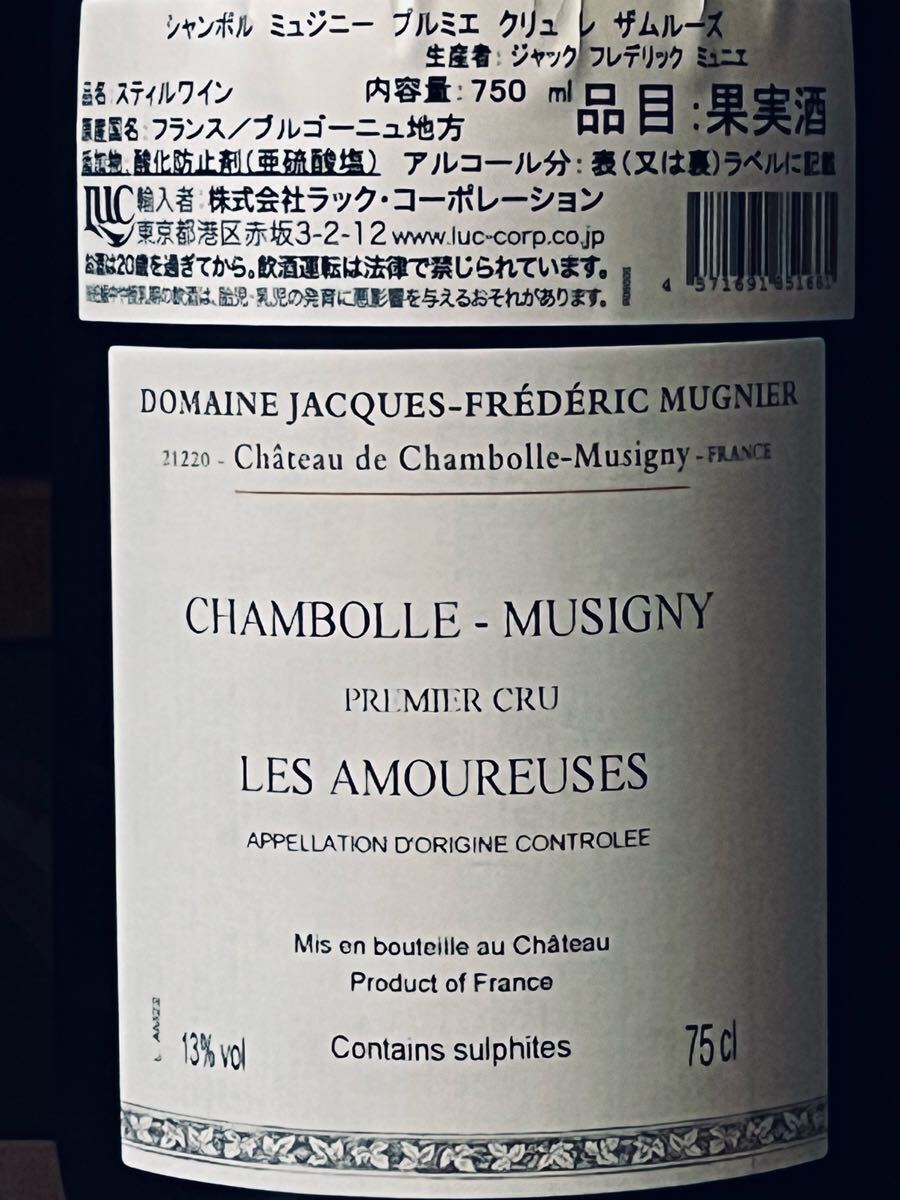 シャンボル ミュジニー プルミエ クリュ レ ザムルーズ
生産者：ジャック フレデリック ミュニエ
品名：スティルワイン 内容量：750 ml 品目：果実酒
原産国名：フランス／ブルゴーニュ地方
添加物：酸化防止剤(亜硫酸塩) アルコール分：表(又は裏)ラベルに記載
LUC 輸入者：株式会社ラック・コーポレーション
東京都港区赤坂3-2-12 www.luc-corp.co.jp
お酒は20歳を過ぎてから。飲酒運転は法律で禁じられています。
妊娠中や授乳期の飲酒は、胎児・乳児の発育に悪影響を与えるおそれがあります。
4 571691 851681
DOMAINE JACQUES-FRÉDÉRIC MUGNIER
21220 - Château de Chambolle-Musigny - FRANCE
CHAMBOLLE - MUSIGNY
PREMIER CRU
LES AMOUREUSES
APPELLATION D'ORIGINE CONTROLEE
Mis en bouteille au Château
Product of France
L AM22
13% vol Contains sulphites 75 cl